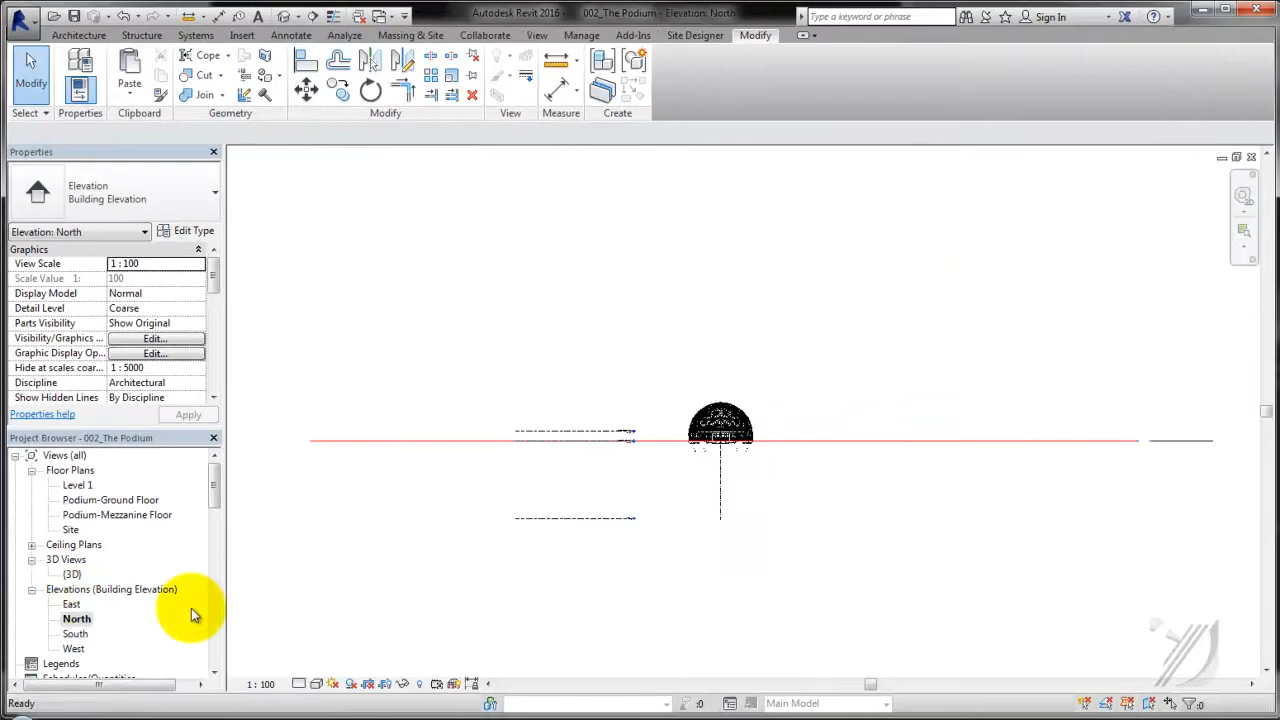 Autodesk Revit 2016 - 002_The Podium - Elevation: North
Type a keyword or phrase
Sign In
Architecture
Insert
Annotate
Analyze
Massing & Site
Collaborate
View
Manage
Add-Ins
Site Designer
Modify
Modify
Paste
Cope
Cut
Join
Select
Properties
Clipboard
Geometry
Modify
View
Measure
Create
Properties
Elevation
Building Elevation
Elevation: North
Edit Type
Graphics
View Scale 1 : 100
Scale Value 1: 100
Display Model Normal
Detail Level Coarse
Parts Visibility Show Original
Visibility/Graphics ... Edit...
Graphic Display Op... Edit...
Hide at scales coar... 1 : 5000
Discipline Architectural
Show Hidden Lines By Discipline
Properties help
Apply
Project Browser - 002_The Podium
Views (all)
Floor Plans
Level 1
Podium-Ground Floor
Podium-Mezzanine Floor
Site
Ceiling Plans
3D Views
{3D}
Elevations (Building Elevation)
East
North
South
West
Legends
1 : 100
Ready
:0
Main Model
:0